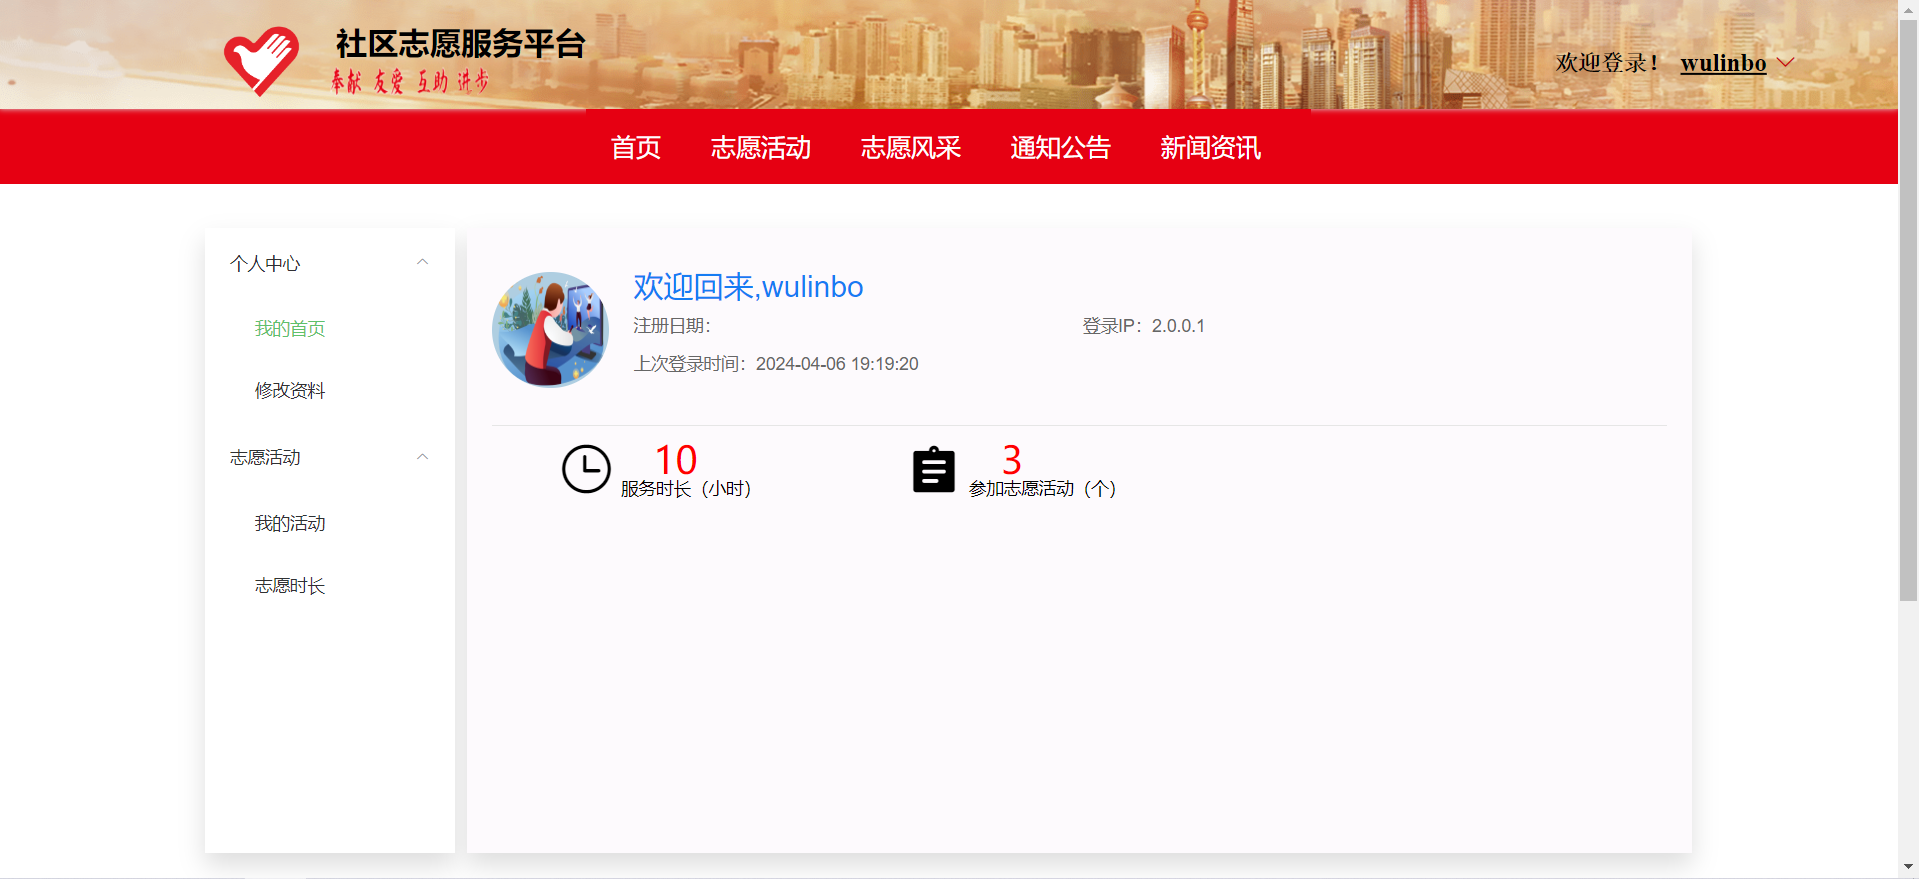 社区志愿服务平台
奉献 友爱 互助 进步
欢迎登录！ wulinbo
首页 志愿活动 志愿风采 通知公告 新闻资讯
个人中心
我的首页
修改资料
志愿活动
我的活动
志愿时长
欢迎回来,wulinbo
注册日期：
登录IP：2.0.0.1
上次登录时间：2024-04-06 19:19:20
10
服务时长（小时）
3
参加志愿活动（个）